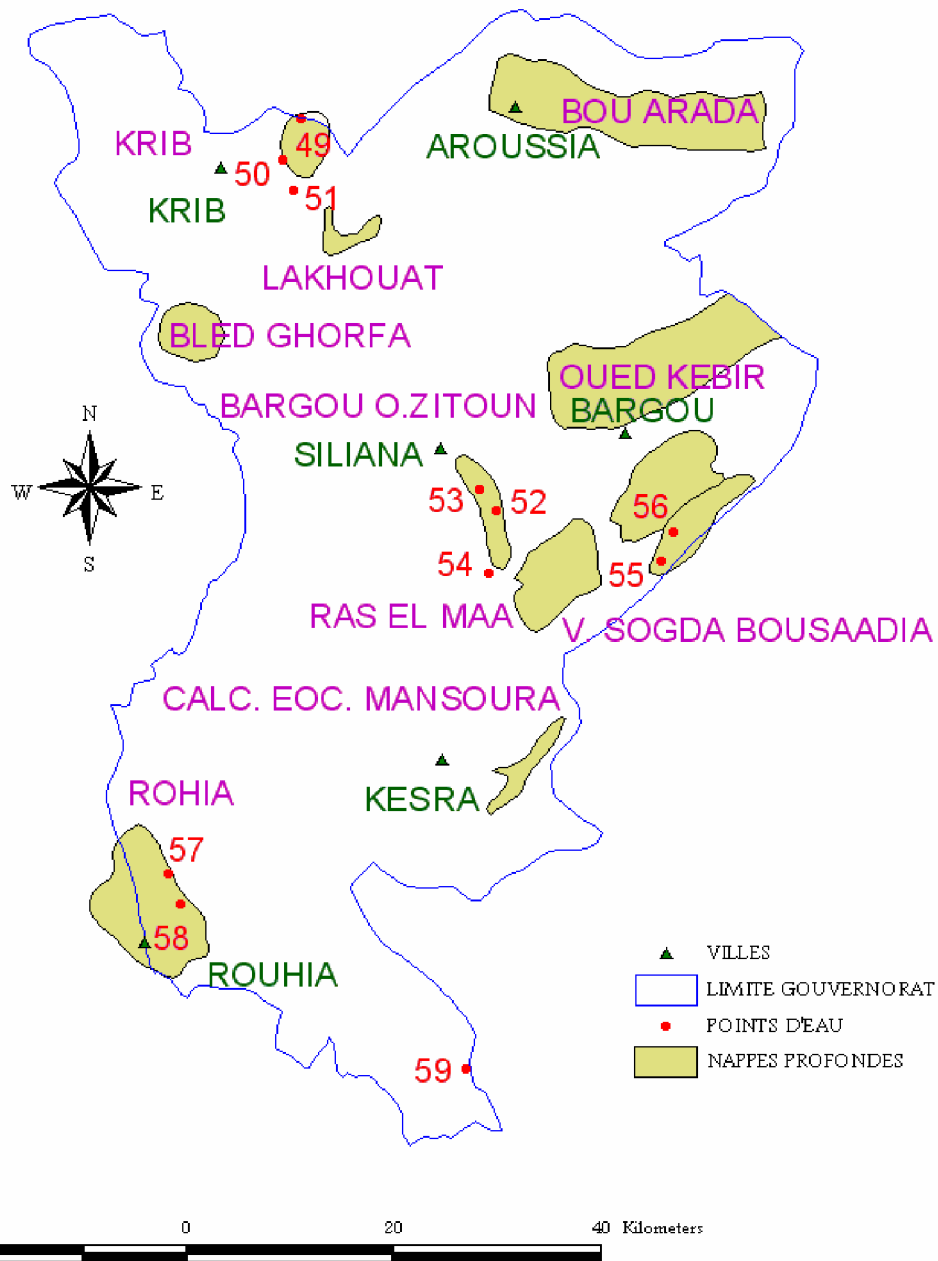 BOU ARADA
KRIB
49
AROUSSIA
50
51
KRIB
LAKHOUAT
BLED GHORFA
OUED KEBIR
BARGOU O.ZITOUN
BARGOU
N
SILIANA
W
E
53
52
56
S
54
55
RAS EL MAA
V. SOGDA BOUSAADIA
CALC. EOC. MANSOURA
ROHIA
KESRA
57
58
VILLES
ROUHIA
LIMITE GOUVERNORAT
POINTS D'EAU
59
NAPPES PROFONDES
0 20 40 Kilometers